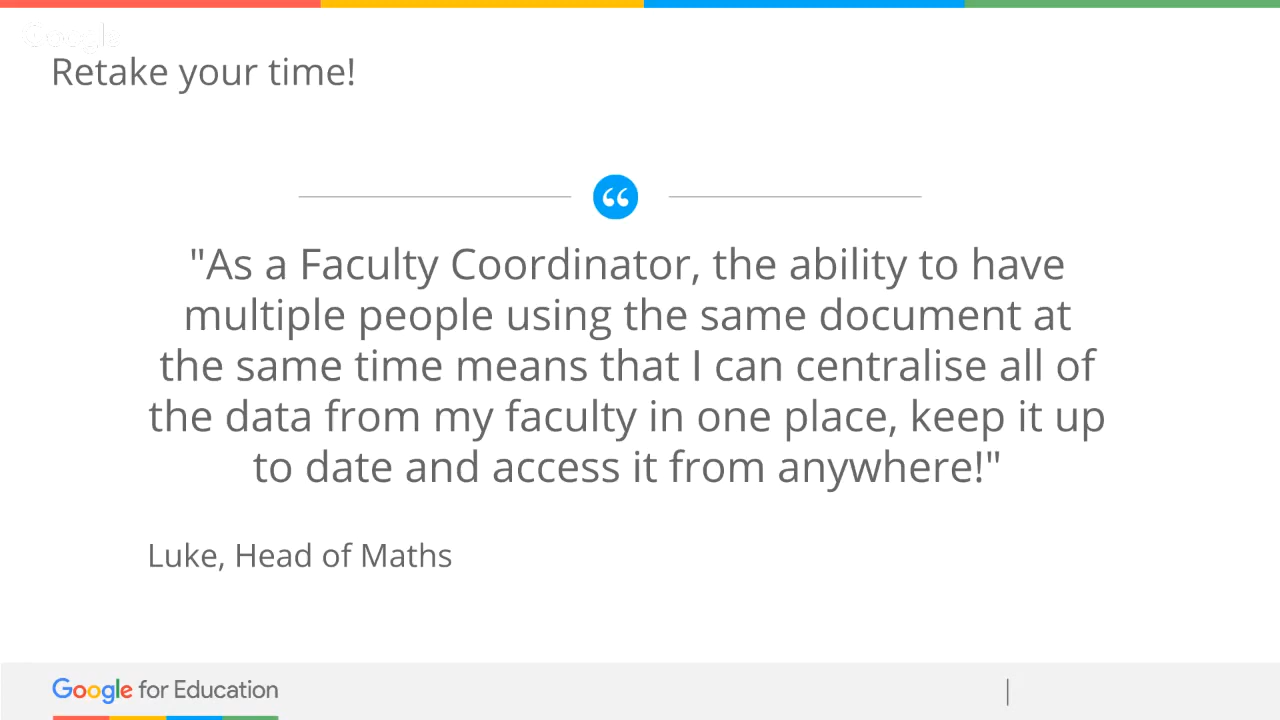 Google
Retake your time!
"As a Faculty Coordinator, the ability to have
multiple people using the same document at
the same time means that I can centralise all of
the data from my faculty in one place, keep it up
to date and access it from anywhere!"
Luke, Head of Maths
Google for Education